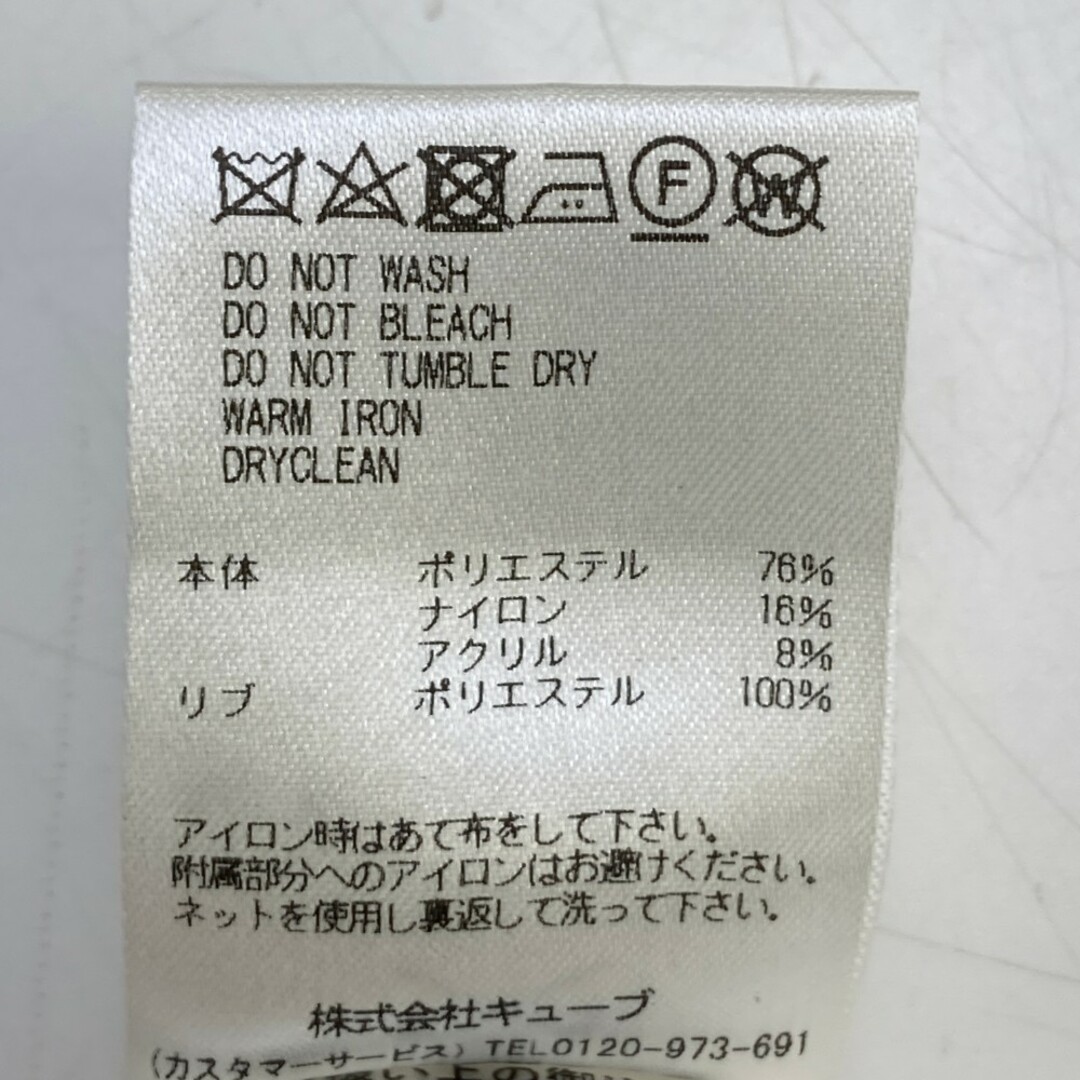 F W
DO NOT WASH
DO NOT BLEACH
DO NOT TUMBLE DRY
WARM IRON
DRYCLEAN
本体 ポリエステル 76%
ナイロン 16%
アクリル 8%
リブ ポリエステル 100%
アイロン時はあて布をして下さい。
附属部分へのアイロンはお避けください。
ネットを使用し裏返して洗って下さい。
株式会社キューブ
(カスタマーサービス) TEL0120-973-691
い上の